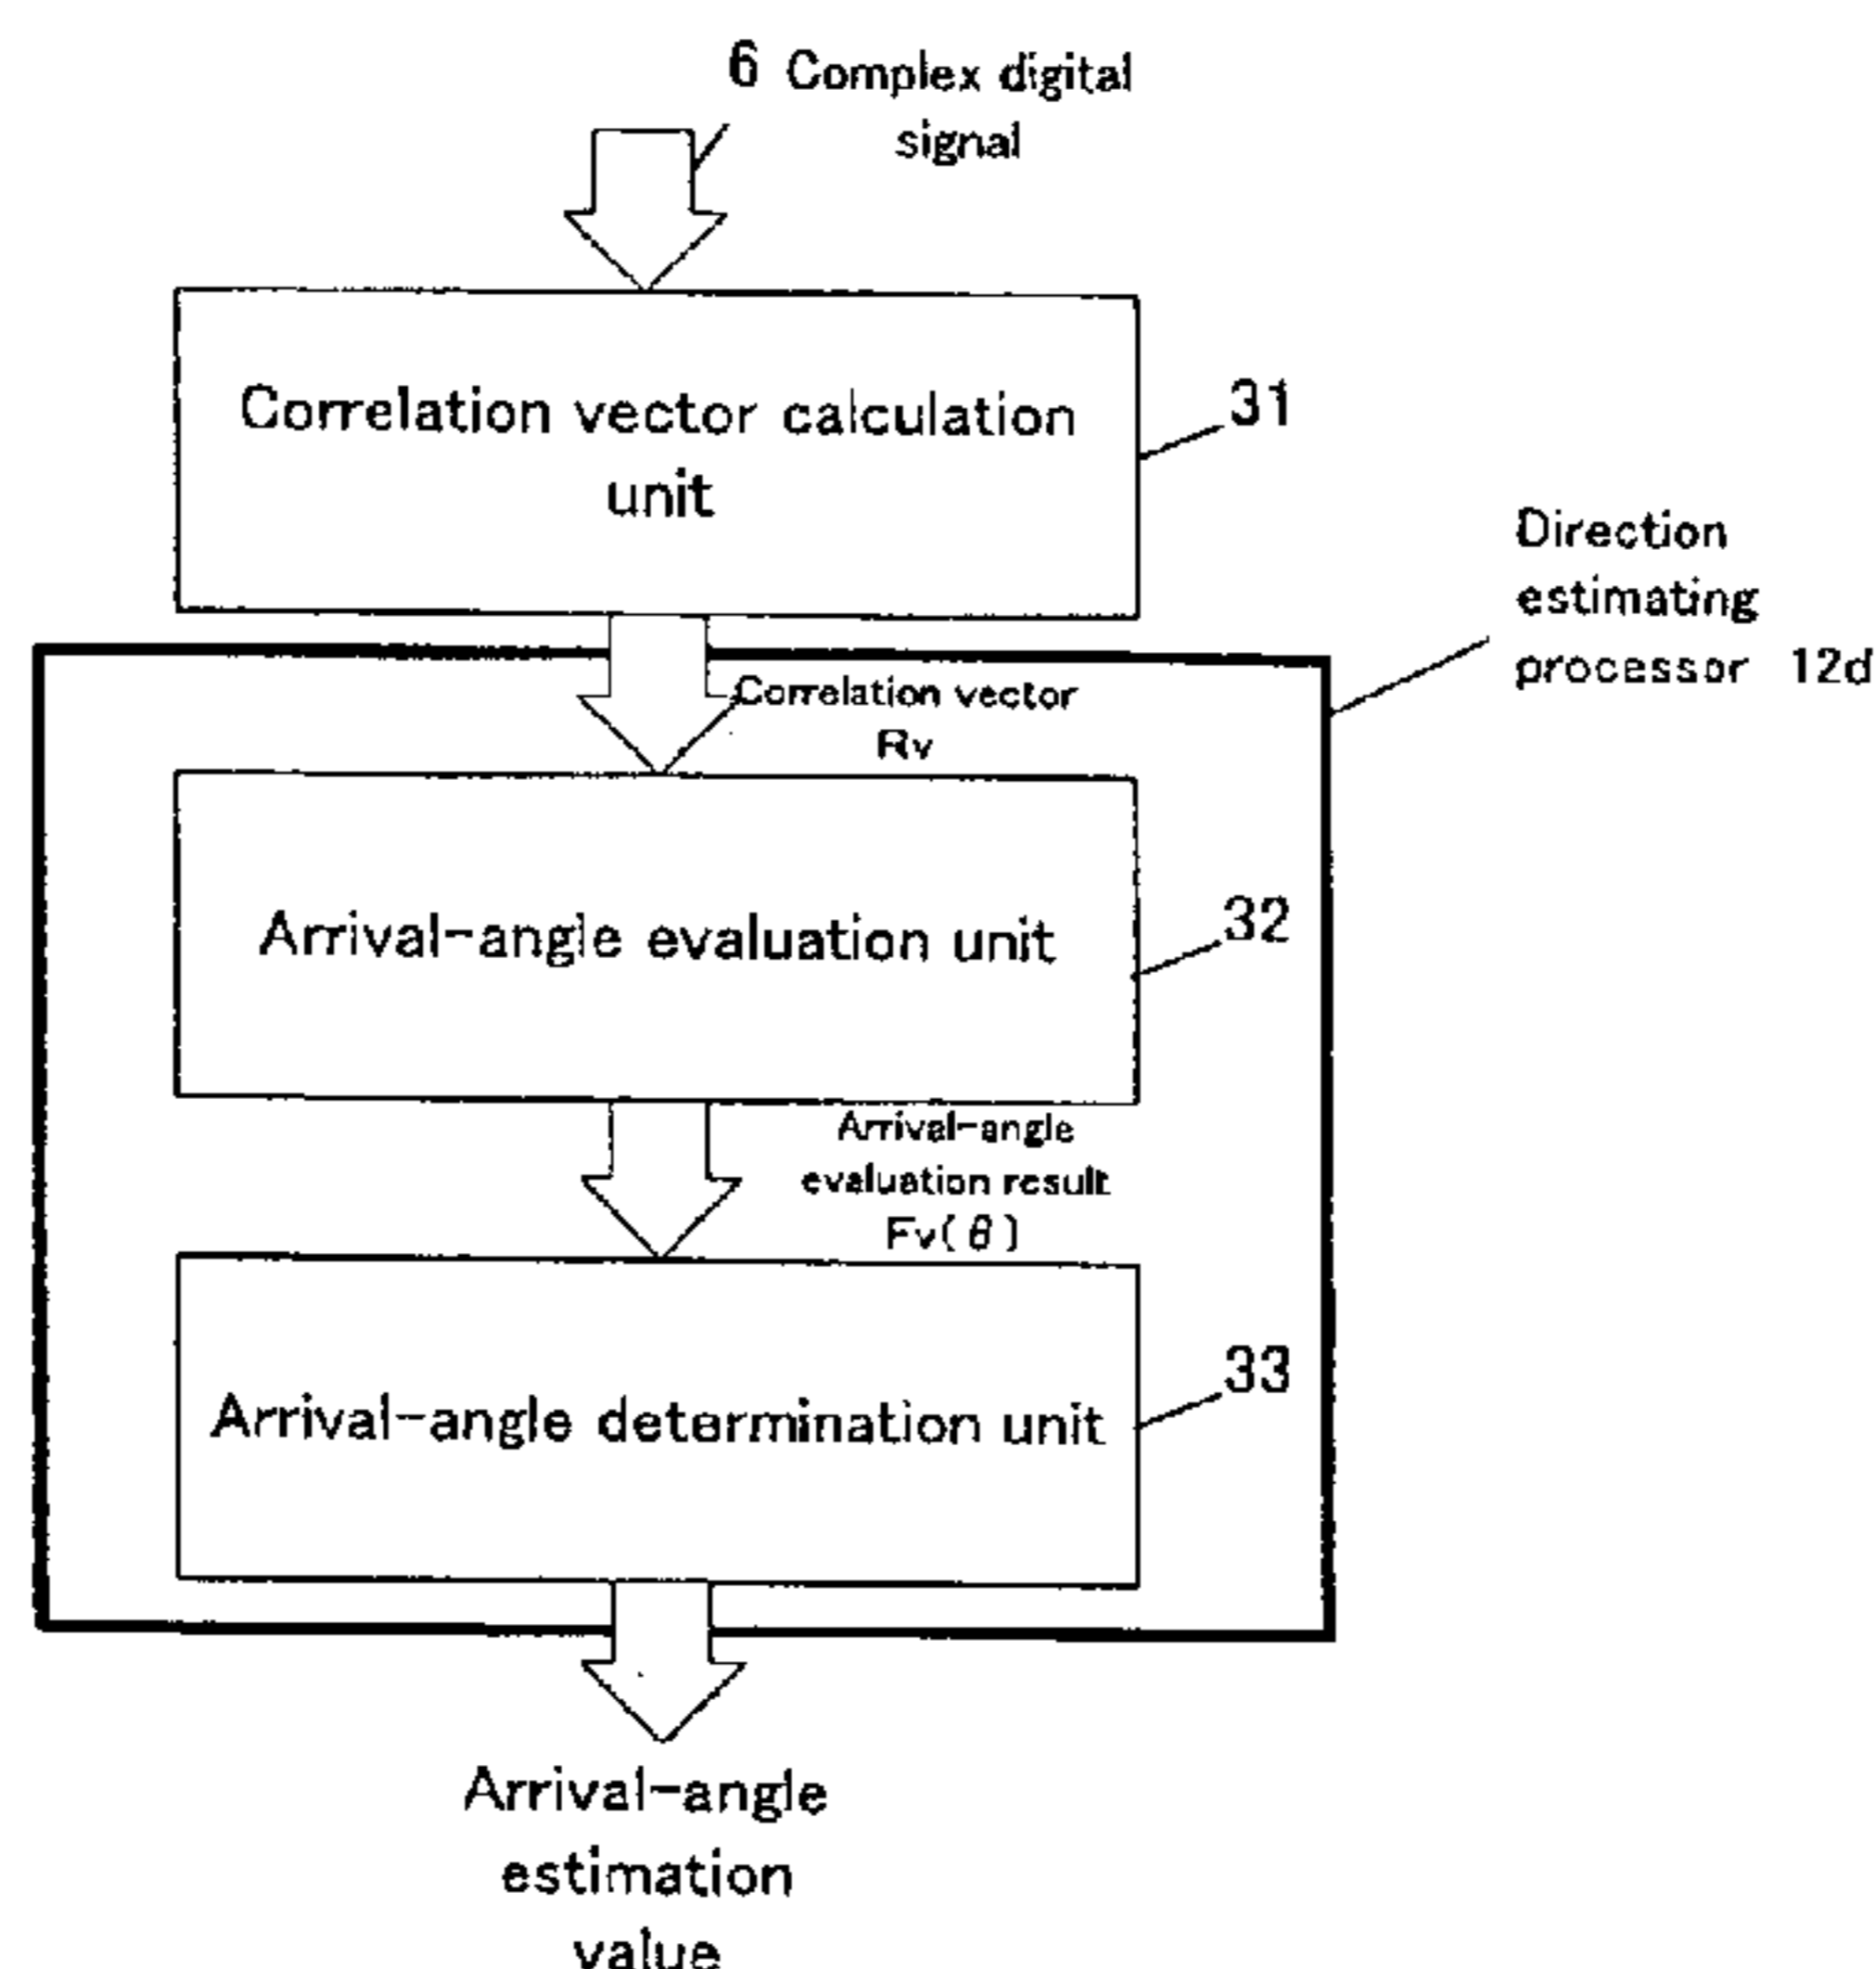 6 Complex digital
signal
Correlation vector calculation
unit
31
Direction
estimating
processor 12d
Correlation vector
Rv
Arrival-angle evaluation unit
32
Arrival-angle
evaluation result
Fv(θ)
Arrival-angle determination unit
33
Arrival-angle
estimation
value